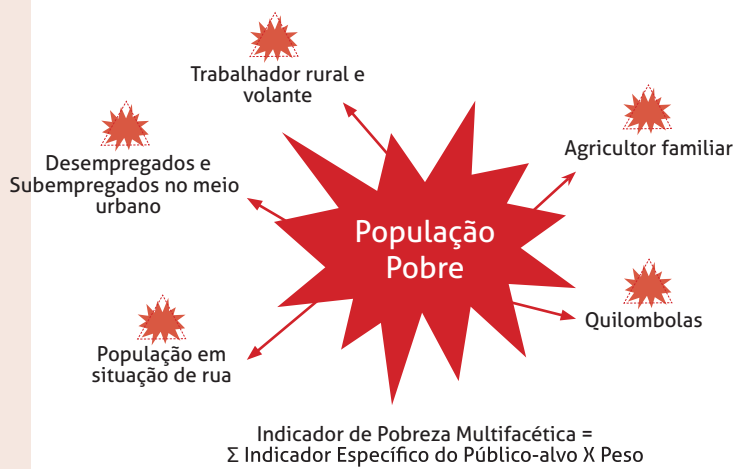 Trabalhador rural e
volante
Agricultor familiar
Desempregados e
Subempregados no meio
urbano
População
Pobre
Quilombolas
População em
situação de rua
Indicador de Pobreza Multifacética =
Σ Indicador Específico do Público-alvo X Peso